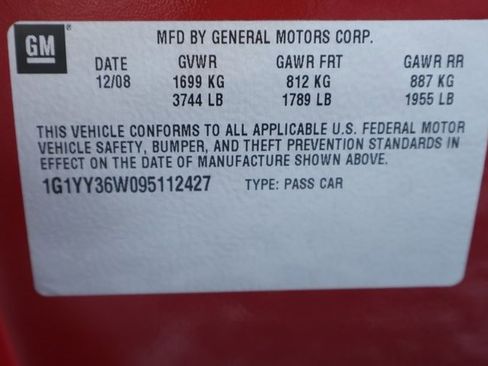 GM
MFD BY GENERAL MOTORS CORP.
DATE GVWR GAWR FRT GAWR RR
12/08 1699 KG 812 KG 887 KG
3744 LB 1789 LB 1955 LB
THIS VEHICLE CONFORMS TO ALL APPLICABLE U.S. FEDERAL MOTOR
VEHICLE SAFETY, BUMPER, AND THEFT PREVENTION STANDARDS IN
EFFECT ON THE DATE OF MANUFACTURE SHOWN ABOVE.
1G1YY36W095112427 TYPE: PASS CAR